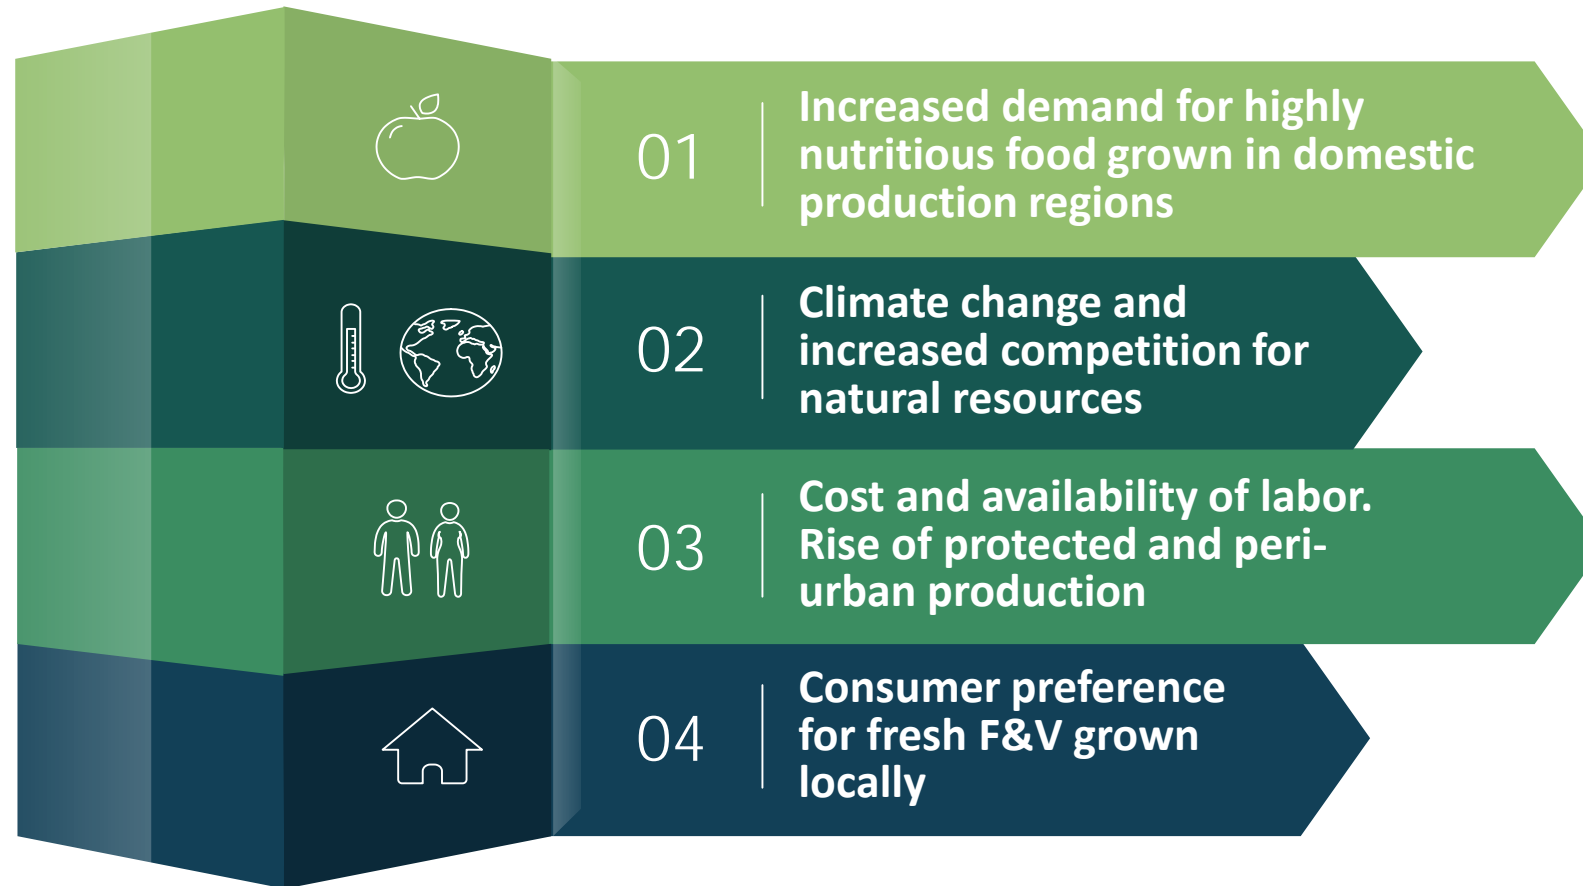 01
Increased demand for highly
nutritious food grown in domestic
production regions
02
Climate change and
increased competition for
natural resources
03
Cost and availability of labor.
Rise of protected and peri-
urban production
04
Consumer preference
for fresh F&V grown
locally